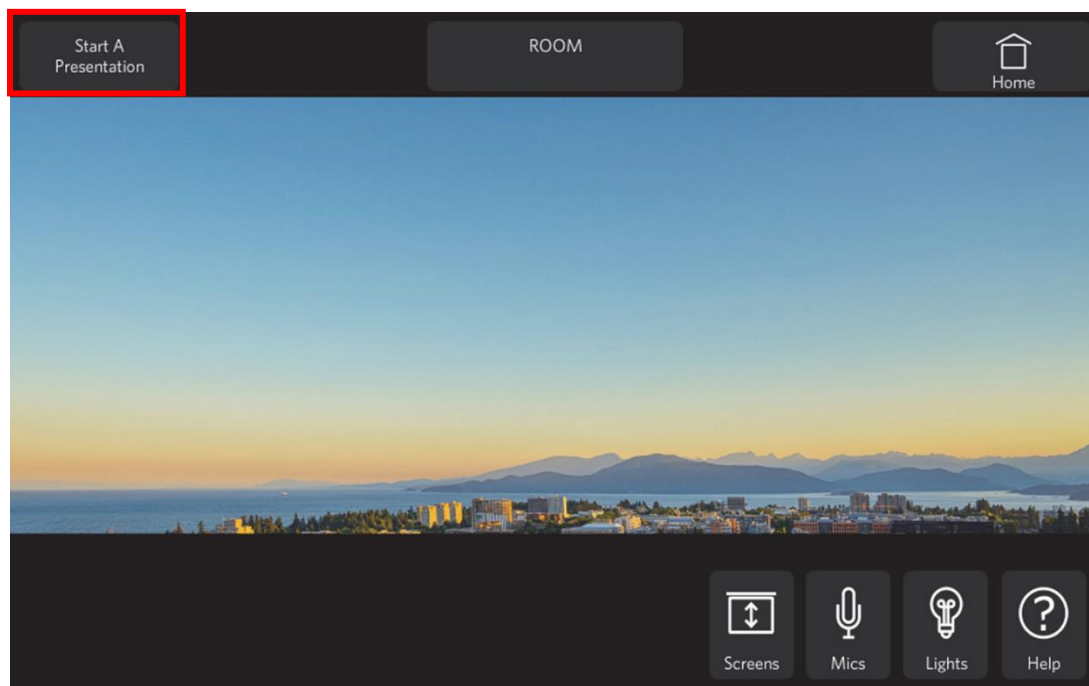 Start A
Presentation
ROOM
Home
Screens
Mics
Lights
Help